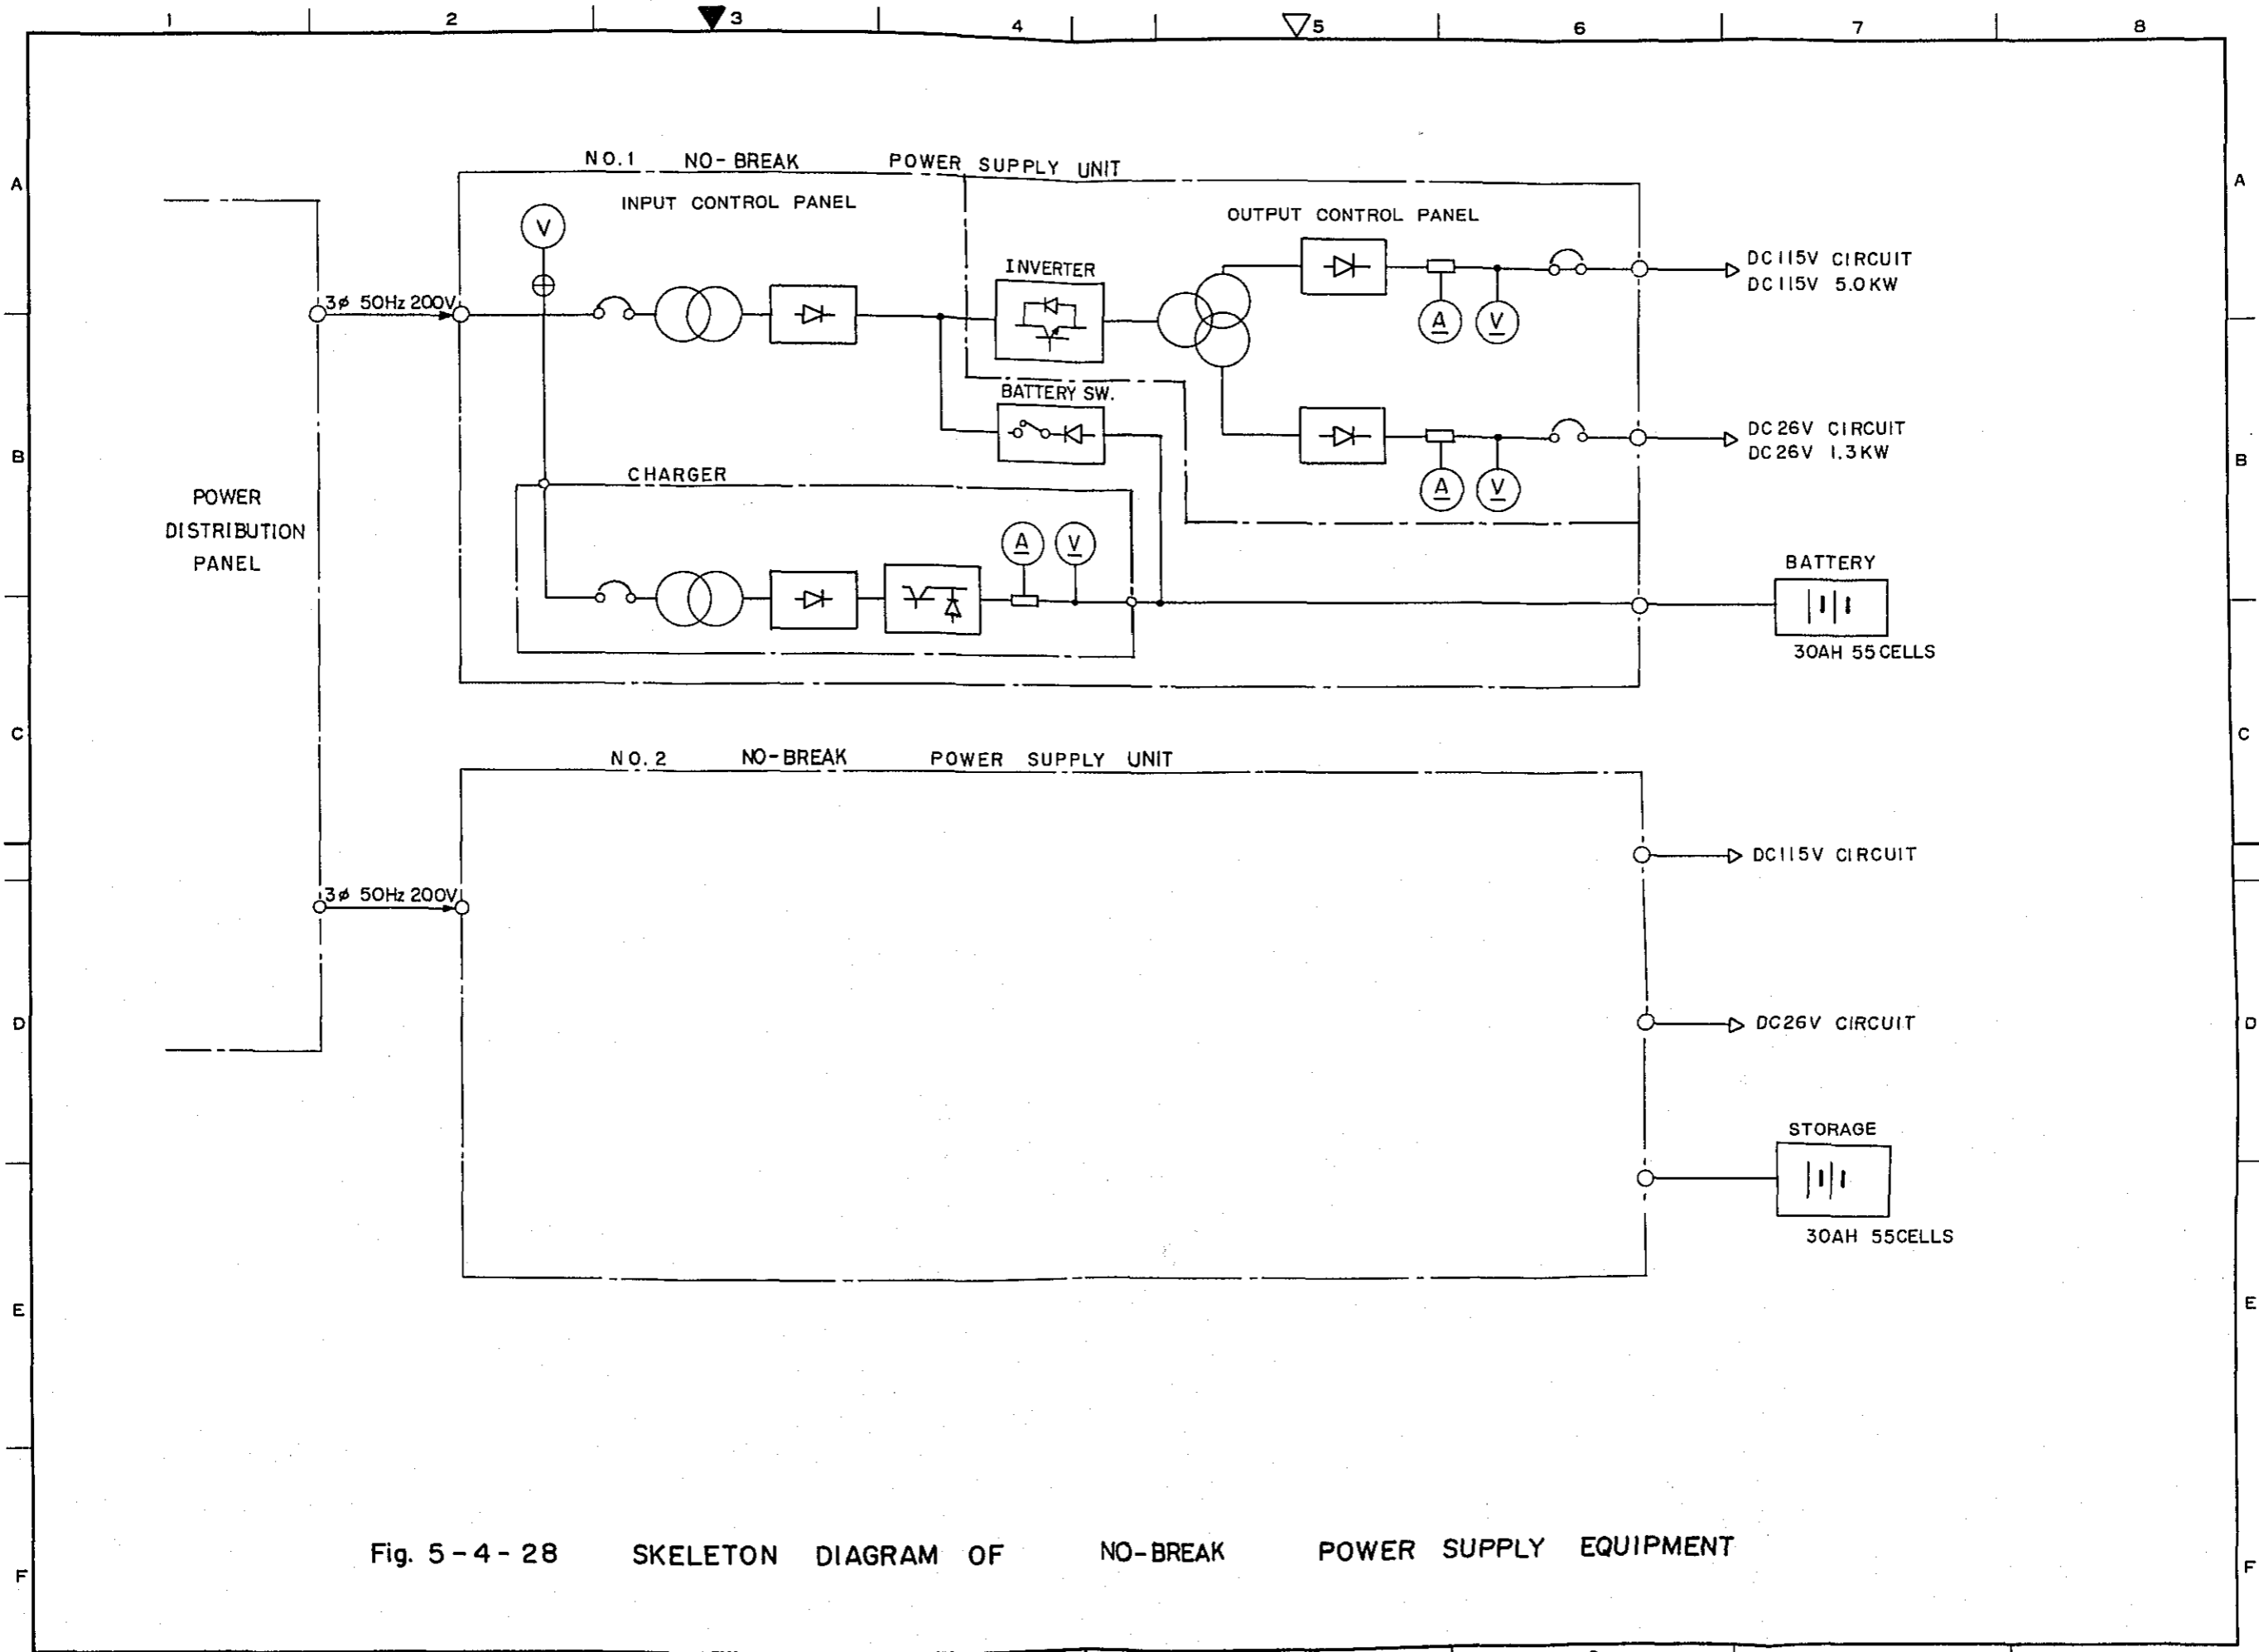 1 2 3 4 5 6 7 8
NO.1 NO-BREAK POWER SUPPLY UNIT
A
A
INPUT CONTROL PANEL
OUTPUT CONTROL PANEL
V
INVERTER
DC115V CIRCUIT
DC115V 5.0KW
3ø 50Hz 200V
A V
BATTERY SW.
DC26V CIRCUIT
DC26V 1.3KW
B
B
CHARGER
A V
POWER
DISTRIBUTION
PANEL
A V
BATTERY
30AH 55CELLS
C
C
NO.2 NO-BREAK POWER SUPPLY UNIT
DC115V CIRCUIT
3ø 50Hz 200V
D
D
DC26V CIRCUIT
STORAGE
30AH 55CELLS
E
E
Fig. 5-4-28 SKELETON DIAGRAM OF NO-BREAK POWER SUPPLY EQUIPMENT
F
F